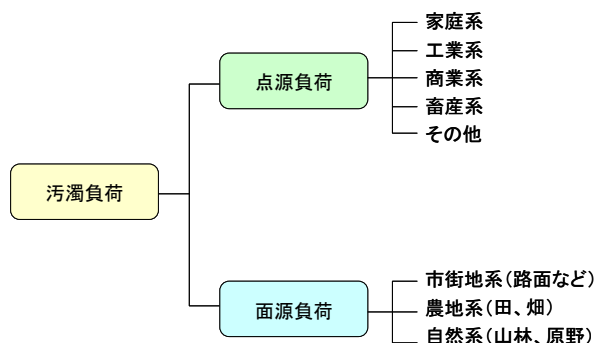 汚濁負荷
点源負荷
家庭系
工業系
商業系
畜産系
その他
面源負荷
市街地系（路面など）
農地系（田、畑）
自然系（山林、原野）